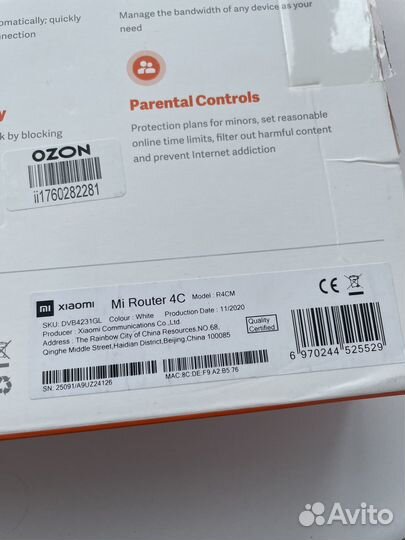 omatically; quickly
nnection
Manage the bandwidth of any device as your
need
y
k by blocking
Parental Controls
Protection plans for minors, set reasonable
online time limits, filter out harmful content
and prevent Internet addiction
OZON
ii1760282281
mi xiaomi Mi Router 4C Model : R4CM
SKU: DVB4231GL Colour : White Production Date : 11/2020
Producer : Xiaomi Communications Co.,Ltd
Address : The Rainbow City of China Resources,NO.68,
Qinghe Middle Street,Haidian District,Beijing,China 100085
Quality
Certified
CE
6 970244 525529
SN: 25091/A9UZ24126
MAC:8C:DE:F9:A2:B5:76
Avito